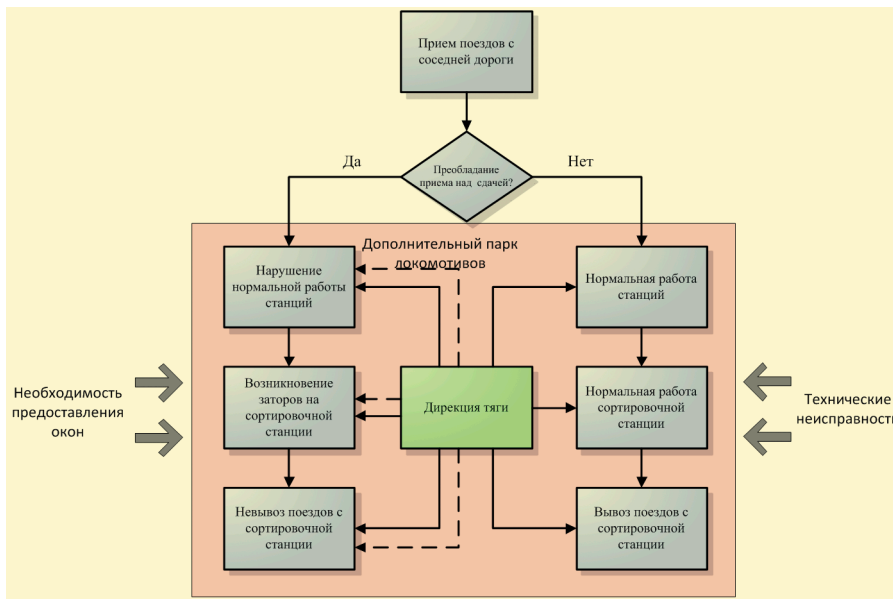 Прием поездов с
соседней дороги
Да
Нет
Преобладание
приема над сдачей?
Дополнительный парк
локомотивов
Нарушение
нормальной работы
станций
Нормальная работа
станций
Необходимость
предоставления
окон
Возникновение
заторов на
сортировочной
станции
Дирекция тяги
Нормальная работа
сортировочной
станции
Технические
неисправност
Невывоз поездов с
сортировочной
станции
Вывоз поездов с
сортировочной
станции